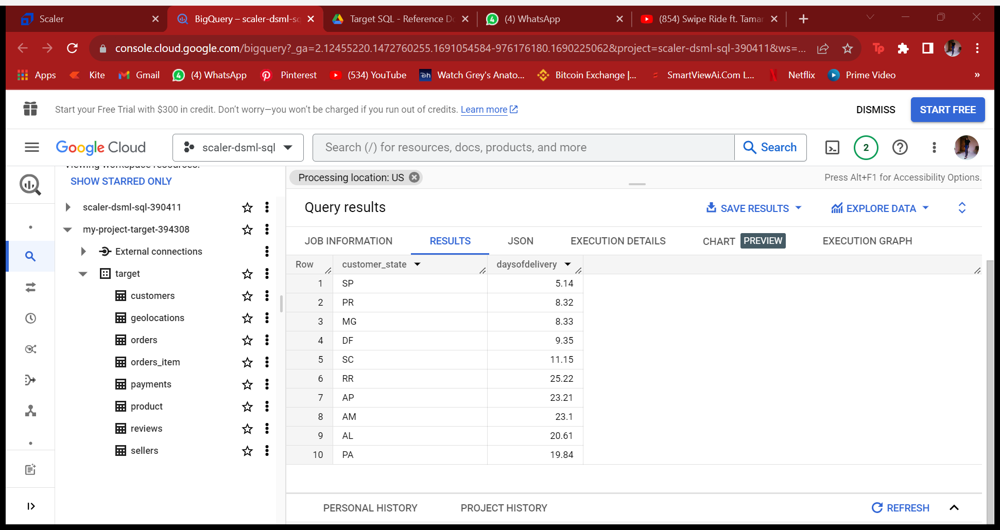 Scaler
BigQuery – scaler-dsml-sq
Target SQL - Reference Do
4 (4) WhatsApp
(854) Swipe Ride ft. Tamar
console.cloud.google.com/bigquery?_ga=2.12455220.1472760255.1691054584-976176180.1690225062&project=scaler-dsml-sql-390411&ws=...
Tp
Apps
Kite
Gmail
4 (4) WhatsApp
Pinterest
(534) YouTube
Dh Watch Grey's Anato...
Bitcoin Exchange |...
SmartViewAi.Com L...
Netflix
Prime Video
»
Start your Free Trial with $300 in credit. Don't worry—you won't be charged if you run out of credits. Learn more
DISMISS
START FREE
Google Cloud
scaler-dsml-sql
Search (/) for resources, docs, products, and more
Search
2
Viewing workspace resources.
SHOW STARRED ONLY
scaler-dsml-sql-390411
my-project-target-394308
External connections
target
customers
geolocations
orders
orders_item
payments
product
reviews
sellers
Processing location: US
Press Alt+F1 for Accessibility Options.
Query results
SAVE RESULTS
EXPLORE DATA
JOB INFORMATION
RESULTS
JSON
EXECUTION DETAILS
CHART PREVIEW
EXECUTION GRAPH
Row customer_state daysofdelivery
1 SP 5.14
2 PR 8.32
3 MG 8.33
4 DF 9.35
5 SC 11.15
6 RR 25.22
7 AP 23.21
8 AM 23.1
9 AL 20.61
10 PA 19.84
PERSONAL HISTORY
PROJECT HISTORY
REFRESH